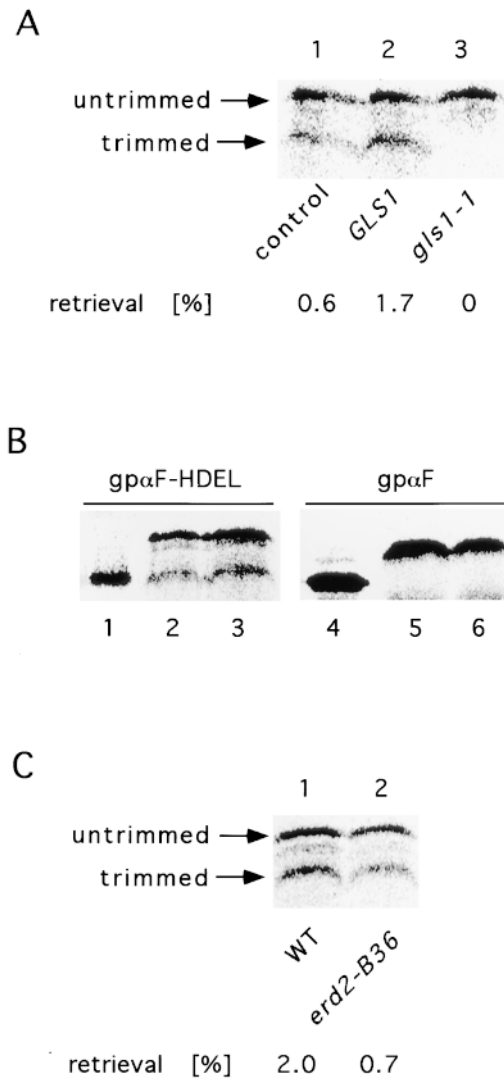 A
1 2 3
untrimmed
trimmed
control GLS1 gls1-1
retrieval [%] 0.6 1.7 0
B
gpαF-HDEL gpαF
1 2 3 4 5 6
C
1 2
untrimmed
trimmed
WT erd2-B36
retrieval [%] 2.0 0.7